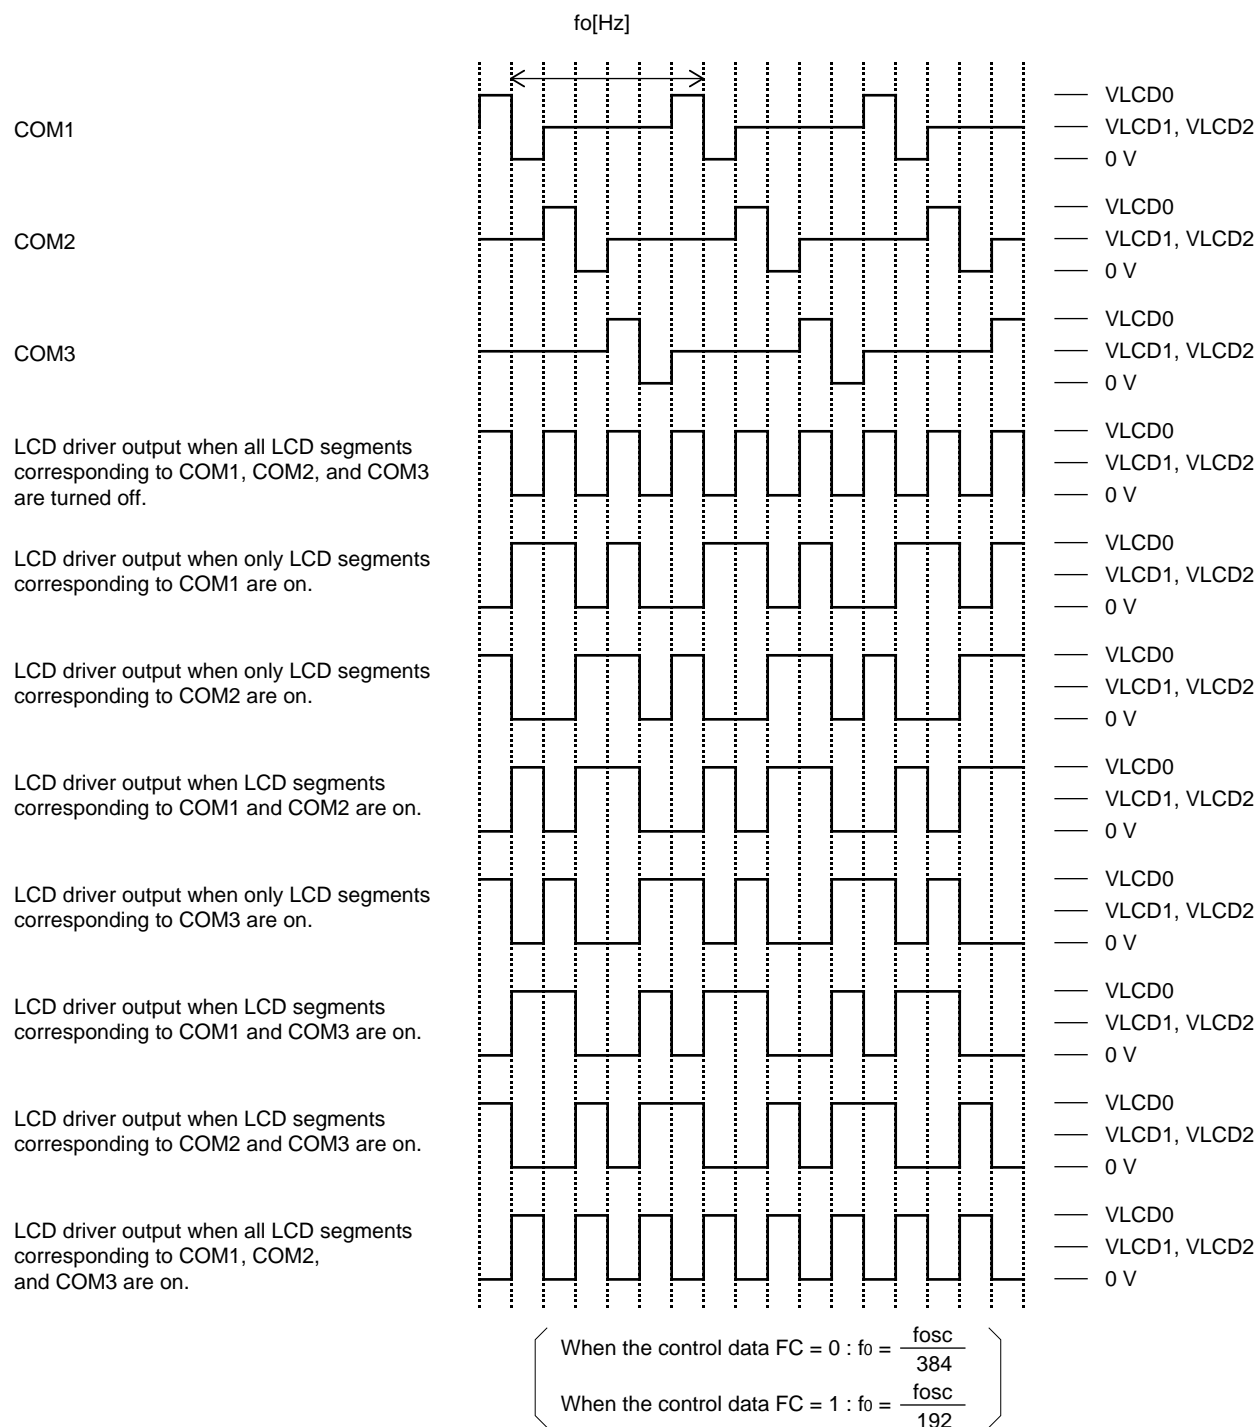 fo[Hz]
COM1
VLCD0
VLCD1, VLCD2
0 V
COM2
VLCD0
VLCD1, VLCD2
0 V
COM3
VLCD0
VLCD1, VLCD2
0 V
LCD driver output when all LCD segments
corresponding to COM1, COM2, and COM3
are turned off.
VLCD0
VLCD1, VLCD2
0 V
LCD driver output when only LCD segments
corresponding to COM1 are on.
VLCD0
VLCD1, VLCD2
0 V
LCD driver output when only LCD segments
corresponding to COM2 are on.
VLCD0
VLCD1, VLCD2
0 V
LCD driver output when LCD segments
corresponding to COM1 and COM2 are on.
VLCD0
VLCD1, VLCD2
0 V
LCD driver output when only LCD segments
corresponding to COM3 are on.
VLCD0
VLCD1, VLCD2
0 V
LCD driver output when LCD segments
corresponding to COM1 and COM3 are on.
VLCD0
VLCD1, VLCD2
0 V
LCD driver output when LCD segments
corresponding to COM2 and COM3 are on.
VLCD0
VLCD1, VLCD2
0 V
LCD driver output when all LCD segments
corresponding to COM1, COM2,
and COM3 are on.
VLCD0
VLCD1, VLCD2
0 V
When the control data FC = 0 : f0 = fosc
384
When the control data FC = 1 : f0 = fosc
192